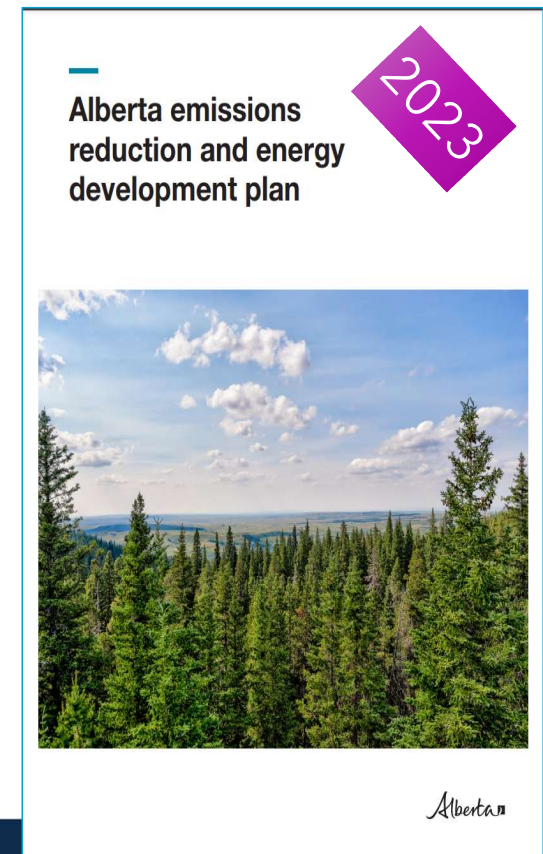 Alberta emissions
reduction and energy
development plan
2023
Alberta